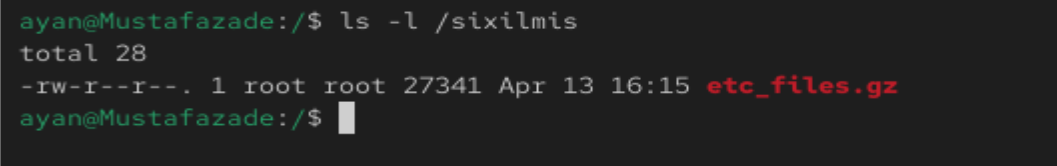 ayan@Mustafazade:/$ ls -l /sixilmis
total 28
-rw-r--r--. 1 root root 27341 Apr 13 16:15 etc_files.gz
ayan@Mustafazade:/$